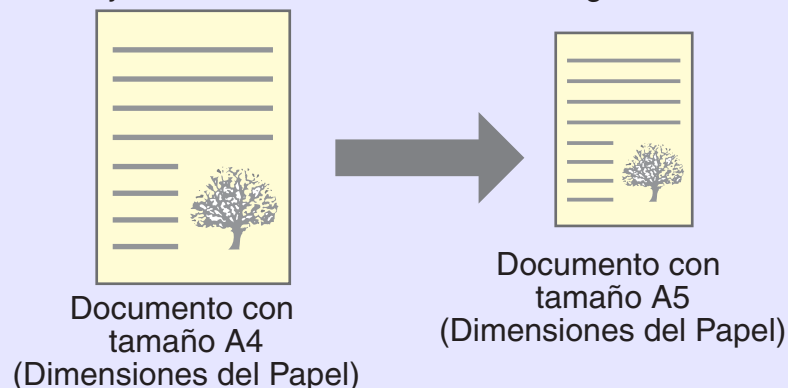 Documento con
tamaño A4
(Dimensiones del Papel)
Documento con
tamaño A5
(Dimensiones del Papel)